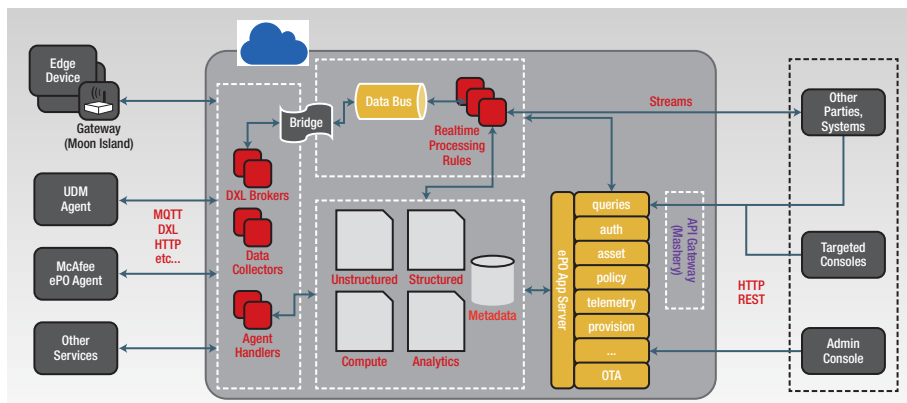 Edge
Device
Gateway
(Moon Island)
UDM
Agent
McAfee
ePO Agent
Other
Services
MQTT
DXL
HTTP
etc...
DXL Brokers
Data
Collectors
Agent
Handlers
Bridge
Data Bus
Realtime
Processing
Rules
Unstructured
Structured
Compute
Analytics
Metadata
ePO App Server
queries
auth
asset
policy
telemetry
provision
...
OTA
API Gateway
(Mashery)
Streams
HTTP
REST
Other
Parties,
Systems
Targeted
Consoles
Admin
Console